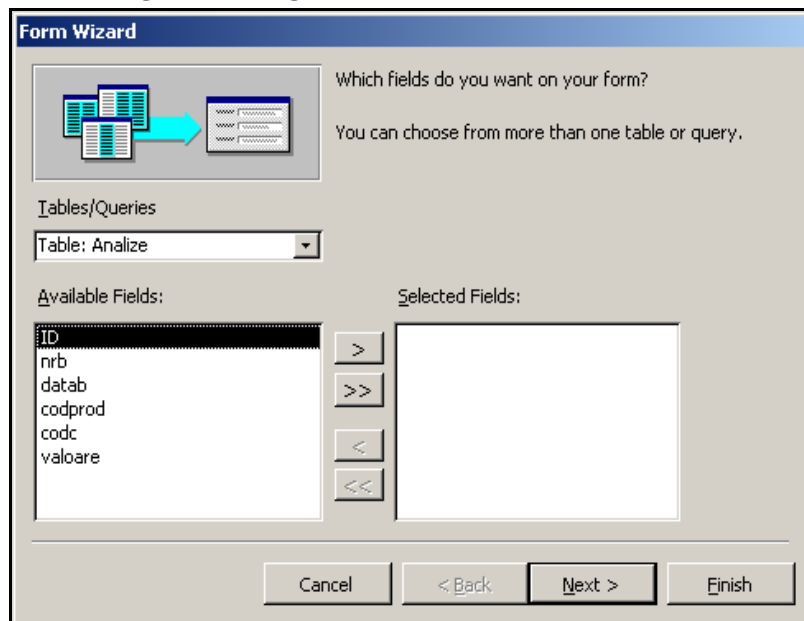 Form Wizard
Which fields do you want on your form?
You can choose from more than one table or query.
Tables/Queries
Table: Analize
Available Fields:
Selected Fields:
ID
nrb
datab
codprod
codc
valoare
>
>>
<
<<
Cancel
< Back
Next >
Finish